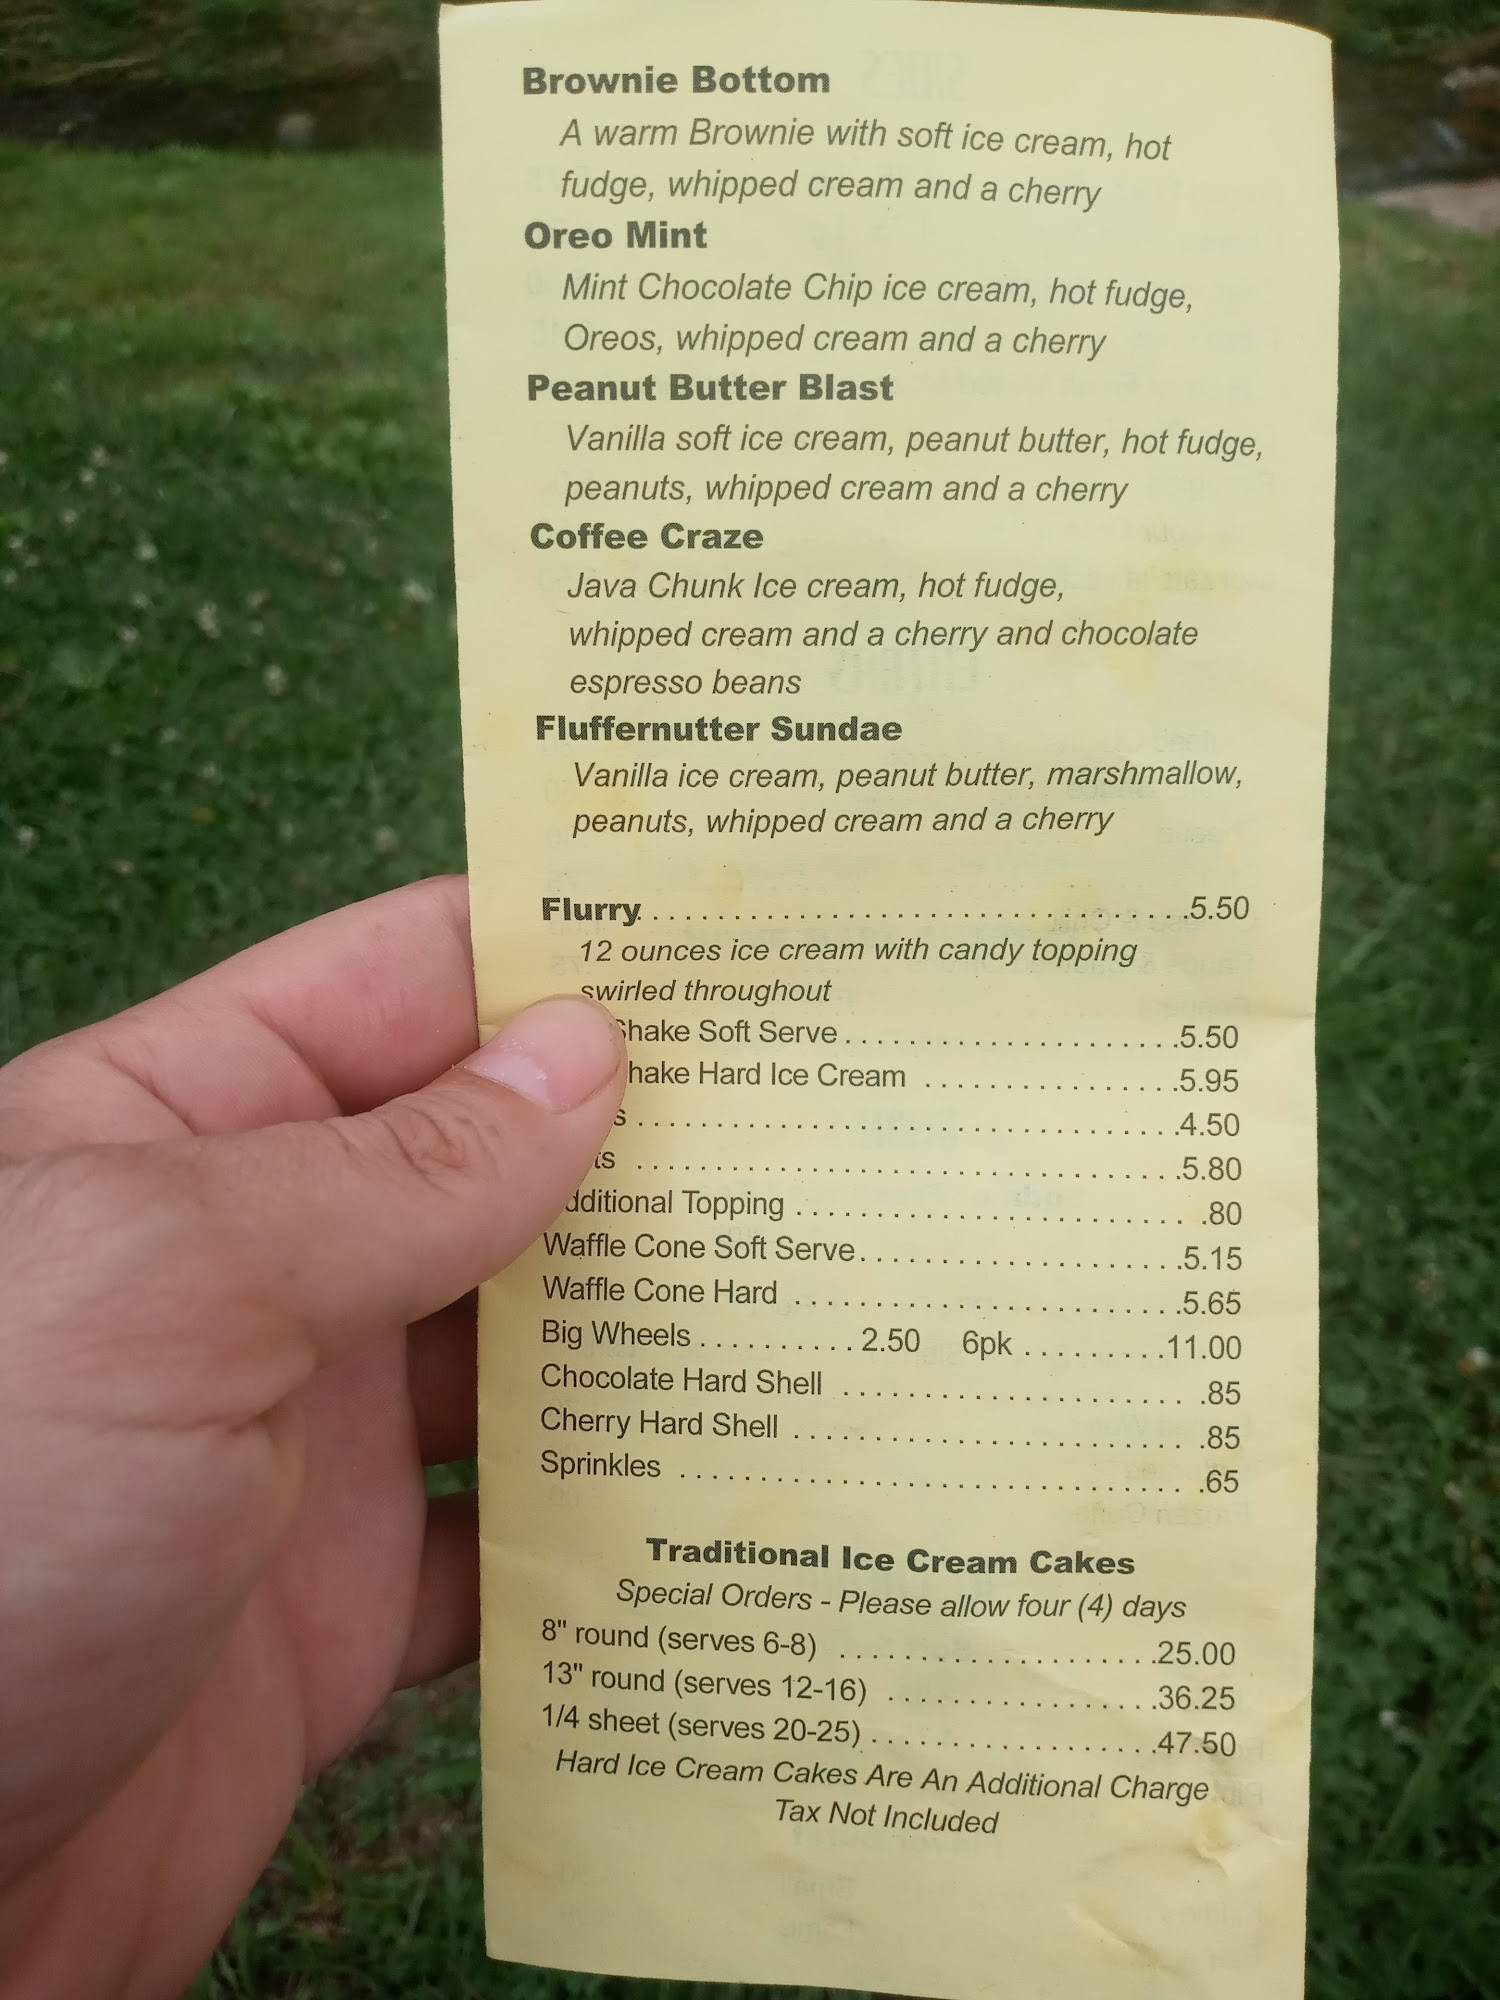 Brownie Bottom
A warm Brownie with soft ice cream, hot
fudge, whipped cream and a cherry
Oreo Mint
Mint Chocolate Chip ice cream, hot fudge,
Oreos, whipped cream and a cherry
Peanut Butter Blast
Vanilla soft ice cream, peanut butter, hot fudge,
peanuts, whipped cream and a cherry
Coffee Craze
Java Chunk Ice cream, hot fudge,
whipped cream and a cherry and chocolate
espresso beans
Fluffernutter Sundae
Vanilla ice cream, peanut butter, marshmallow,
peanuts, whipped cream and a cherry
Flurry 5.50
12 ounces ice cream with candy topping
swirled throughout
Shake Soft Serve 5.50
hake Hard Ice Cream 5.95
s 4.50
ts 5.80
dditional Topping .80
Waffle Cone Soft Serve 5.15
Waffle Cone Hard 5.65
Big Wheels 2.50 6pk 11.00
Chocolate Hard Shell .85
Cherry Hard Shell .85
Sprinkles .65
Traditional Ice Cream Cakes
Special Orders - Please allow four (4) days
8" round (serves 6-8) 25.00
13" round (serves 12-16) 36.25
1/4 sheet (serves 20-25) 47.50
Hard Ice Cream Cakes Are An Additional Charge
Tax Not Included